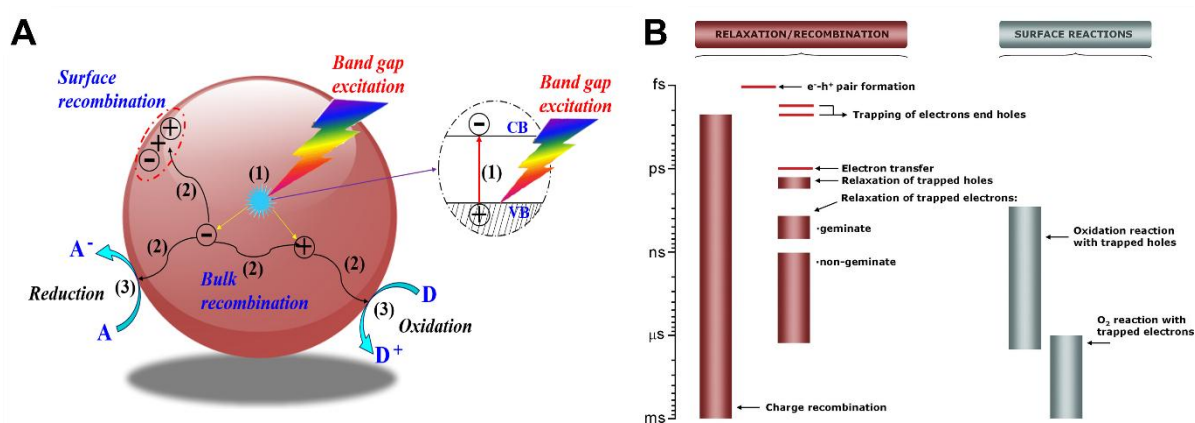 A
Surface
recombination
Band gap
excitation
Band gap
excitation
CB
(1)
(1)
VB
(2)
(2)
(2)
(2)
A-
Reduction
(3)
A
Bulk
recombination
D
(3)
Oxidation
D+
B
RELAXATION/RECOMBINATION
SURFACE REACTIONS
fs
e--h+ pair formation
Trapping of electrons end holes
ps
Electron transfer
Relaxation of trapped holes
Relaxation of trapped electrons:
·geminate
Oxidation reaction
with trapped holes
ns
·non-geminate
μs
O2 reaction with
trapped electrons
Charge recombination
ms